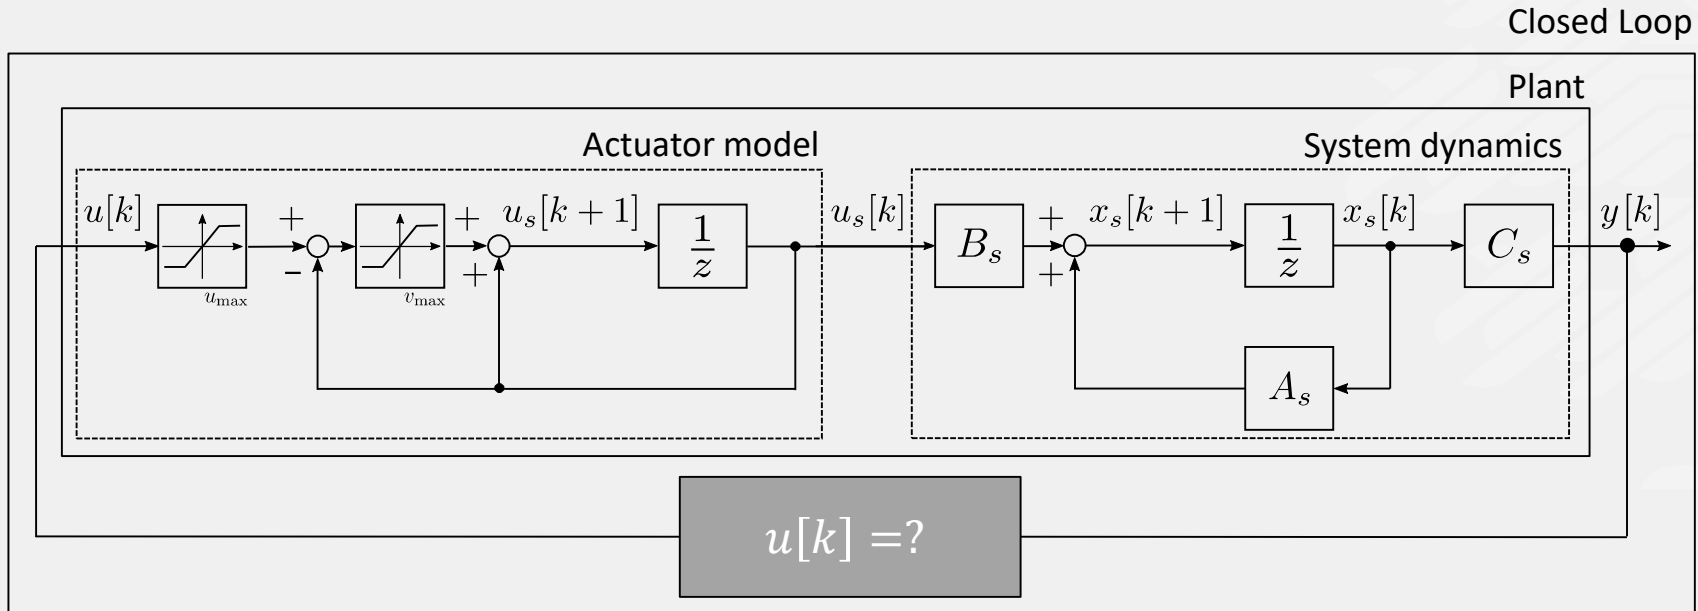 Closed Loop
Plant
Actuator model
System dynamics
u[k]
u_max
+
-
v_max
+
+
u_s[k + 1]
1/z
u_s[k]
B_s
+
+
x_s[k + 1]
1/z
x_s[k]
C_s
y[k]
A_s
u[k] =?